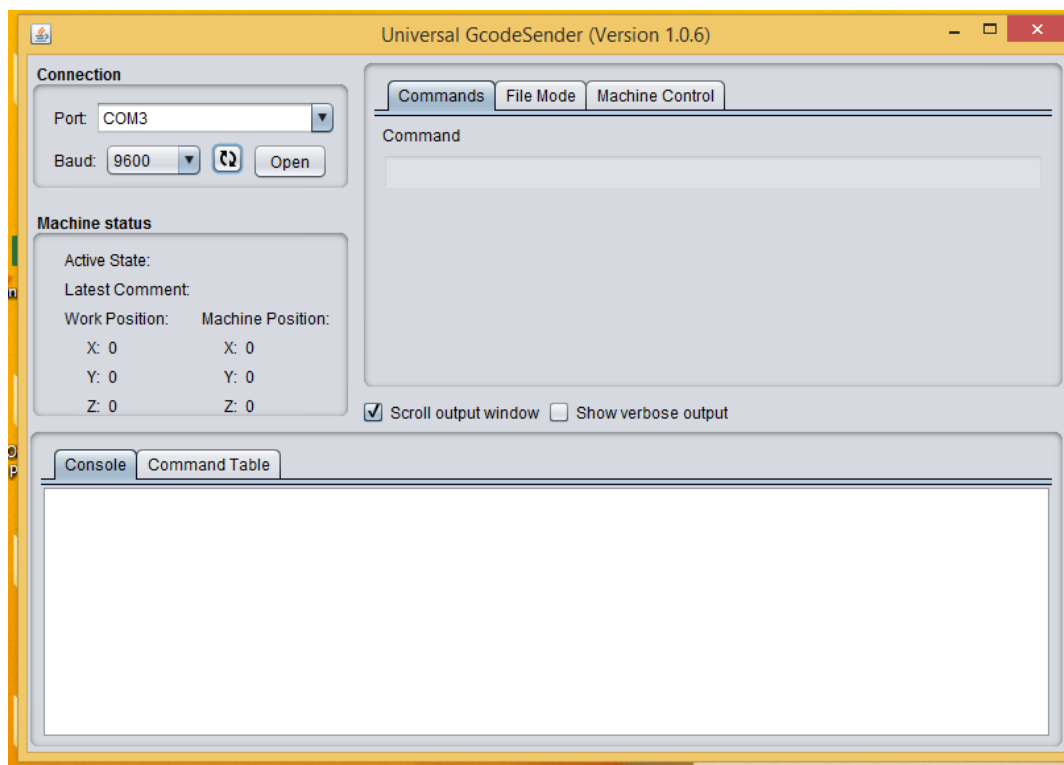 Universal GcodeSender (Version 1.0.6)
Connection
Port: COM3
Baud: 9600 Open
Machine status
Active State:
Latest Comment:
Work Position: Machine Position:
X: 0 X: 0
Y: 0 Y: 0
Z: 0 Z: 0
Commands File Mode Machine Control
Command
Scroll output window Show verbose output
Console Command Table